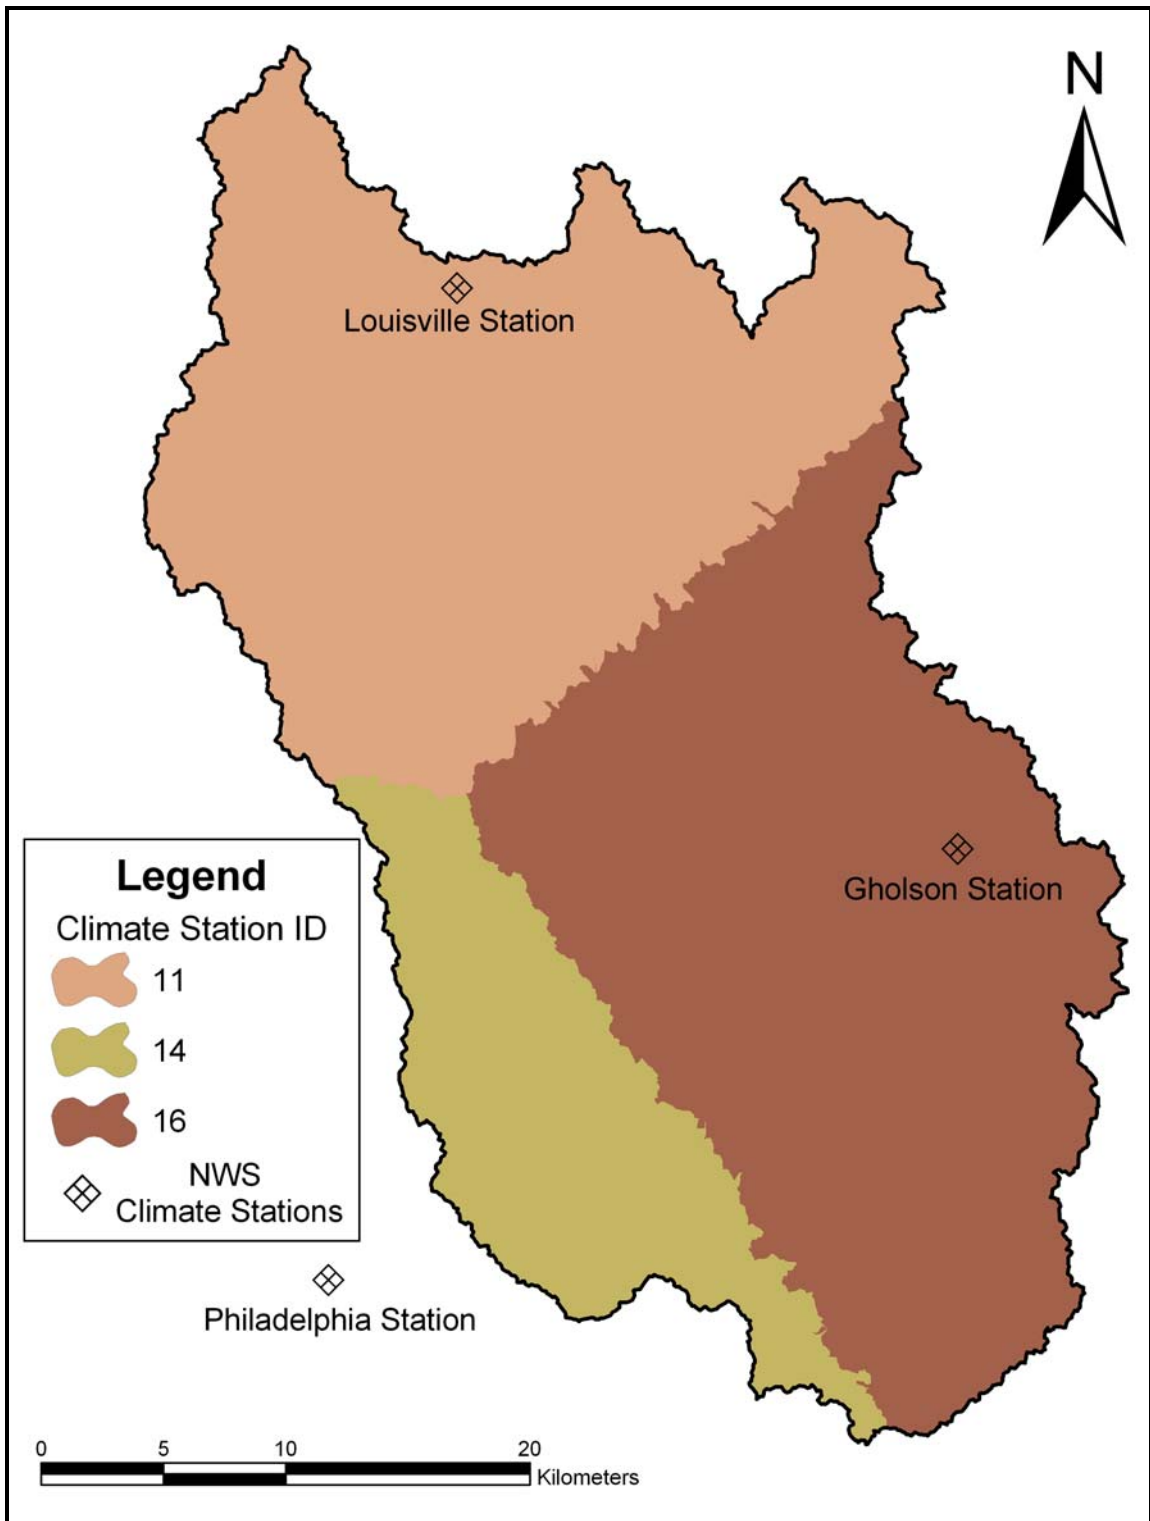 N
Louisville Station
Gholson Station
Legend
Climate Station ID
11
14
16
NWS
Climate Stations
Philadelphia Station
0 5 10 20
Kilometers